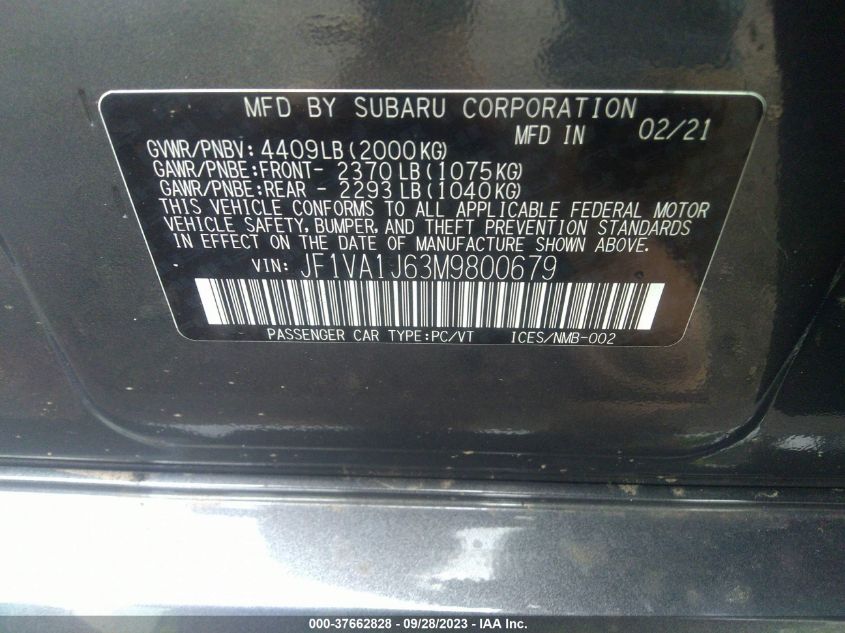 MFD BY SUBARU CORPORATION
MFD IN 02/21
GVWR/PNBV: 4409LB(2000KG)
GAWR/PNBE:FRONT- 2370LB(1075KG)
GAWR/PNBE:REAR - 2293LB(1040KG)
THIS VEHICLE CONFORMS TO ALL APPLICABLE FEDERAL MOTOR
VEHICLE SAFETY, BUMPER, AND THEFT PREVENTION STANDARDS
IN EFFECT ON THE DATE OF MANUFACTURE SHOWN ABOVE.
VIN: JF1VA1J63M9800679
PASSENGER CAR TYPE:PC/VT ICES/NMB-002
000-37662828 - 09/28/2023 - IAA Inc.